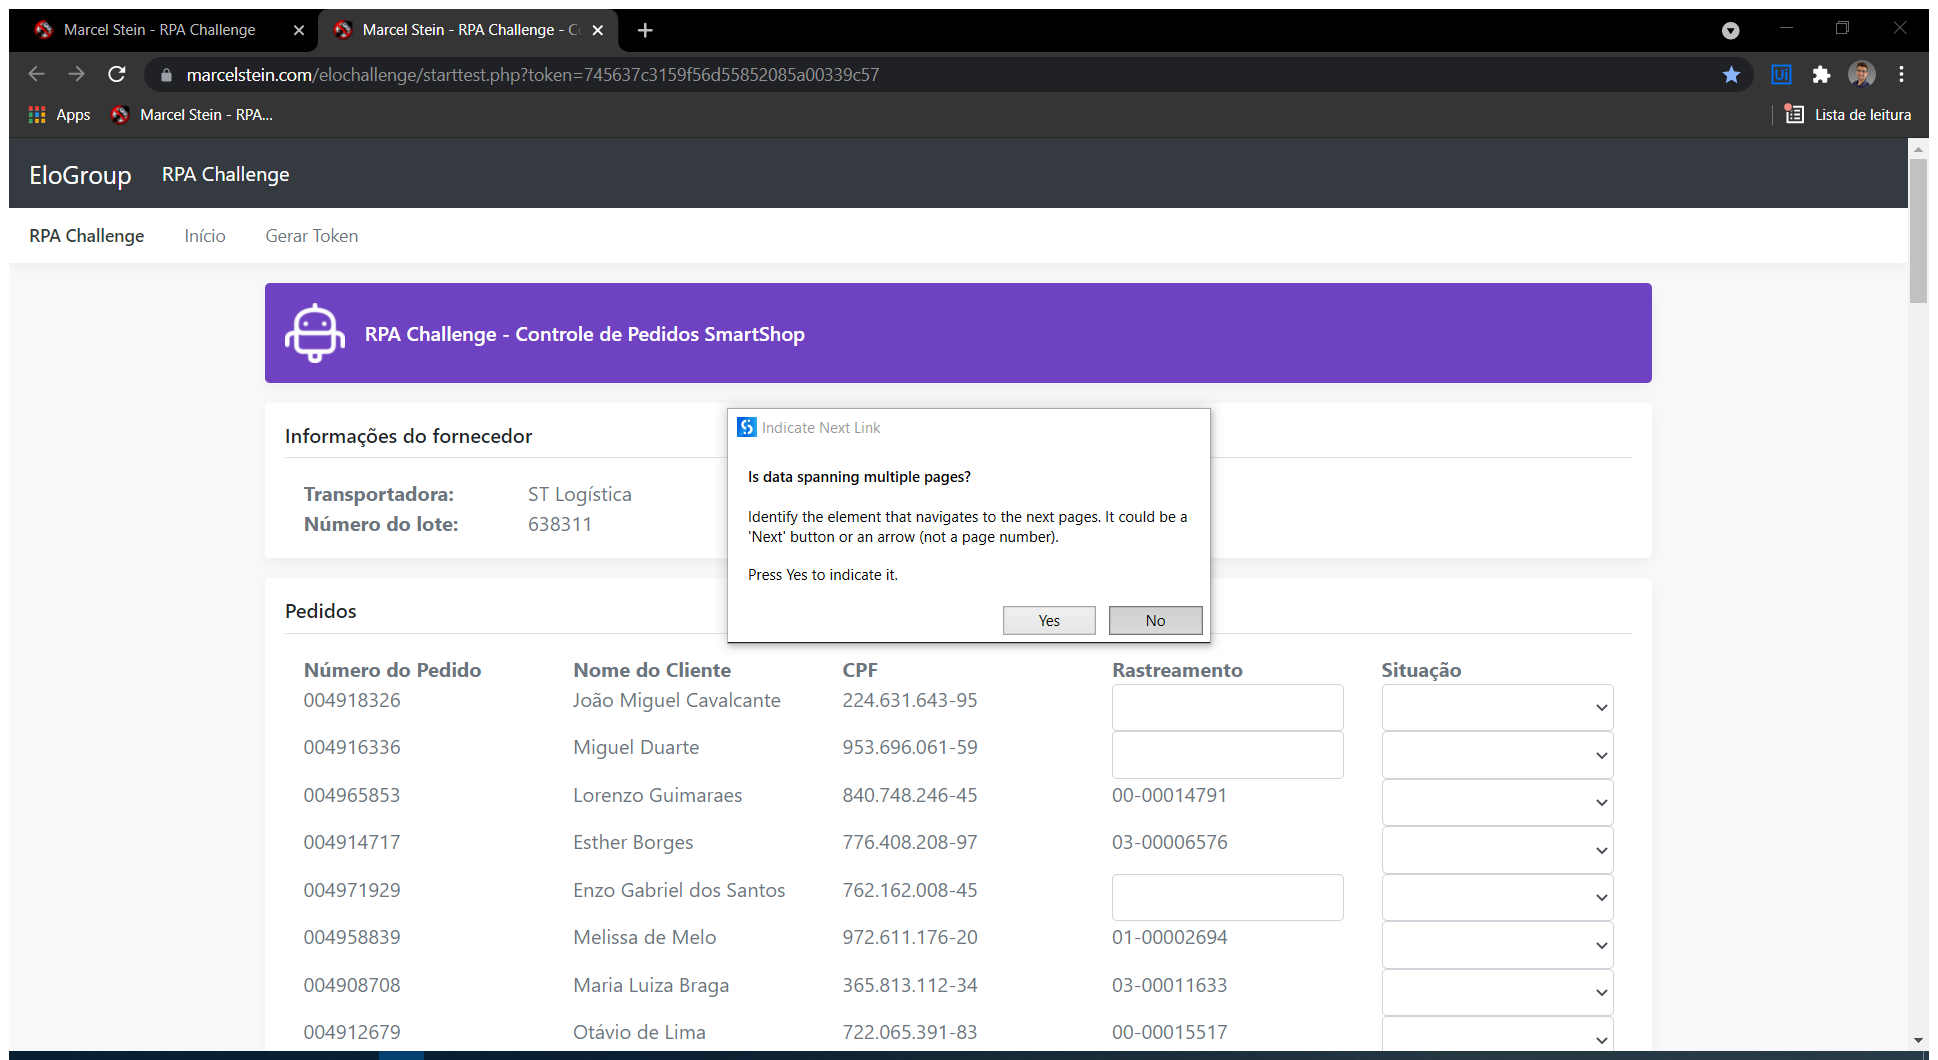 Marcel Stein - RPA Challenge
Marcel Stein - RPA Challenge - Co
marcelstein.com/elochallenge/starttest.php?token=745637c3159f56d55852085a00339c57
Ui
Apps
Marcel Stein - RPA...
Lista de leitura
EloGroup
RPA Challenge
RPA Challenge
Início
Gerar Token
RPA Challenge - Controle de Pedidos SmartShop
Informações do fornecedor
Transportadora: ST Logística
Número do lote: 638311
Indicate Next Link
Is data spanning multiple pages?
Identify the element that navigates to the next pages. It could be a
'Next' button or an arrow (not a page number).
Press Yes to indicate it.
Yes
No
Pedidos
Número do Pedido Nome do Cliente CPF Rastreamento Situação
004918326 João Miguel Cavalcante 224.631.643-95
004916336 Miguel Duarte 953.696.061-59
004965853 Lorenzo Guimaraes 840.748.246-45 00-00014791
004914717 Esther Borges 776.408.208-97 03-00006576
004971929 Enzo Gabriel dos Santos 762.162.008-45
004958839 Melissa de Melo 972.611.176-20 01-00002694
004908708 Maria Luiza Braga 365.813.112-34 03-00011633
004912679 Otávio de Lima 722.065.391-83 00-00015517